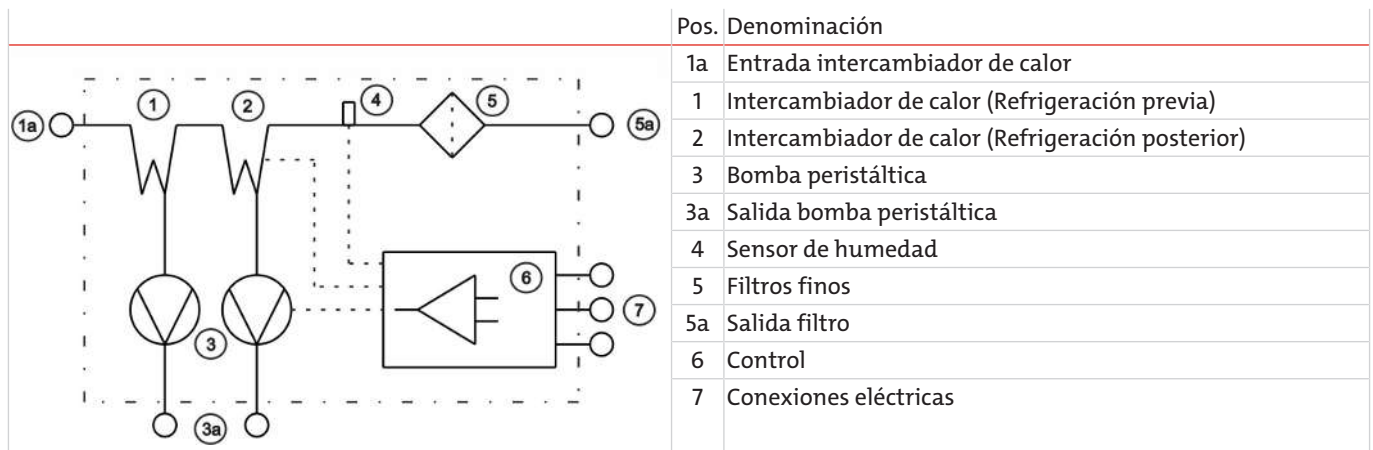 Pos. Denominación
1a Entrada intercambiador de calor
1 Intercambiador de calor (Refrigeración previa)
2 Intercambiador de calor (Refrigeración posterior)
3 Bomba peristáltica
3a Salida bomba peristáltica
4 Sensor de humedad
5 Filtros finos
5a Salida filtro
6 Control
7 Conexiones eléctricas
1
2
4
5
1a
5a
6
7
3
3a